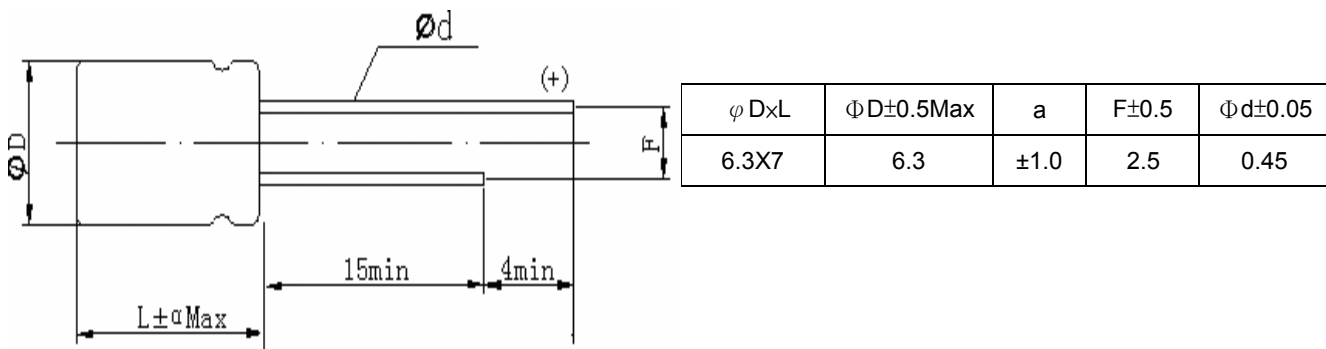 Ød
(+)
ØD
F
15min
4min
L±αMax
φ D×L ΦD±0.5Max a F±0.5 Φd±0.05
6.3X7 6.3 ±1.0 2.5 0.45